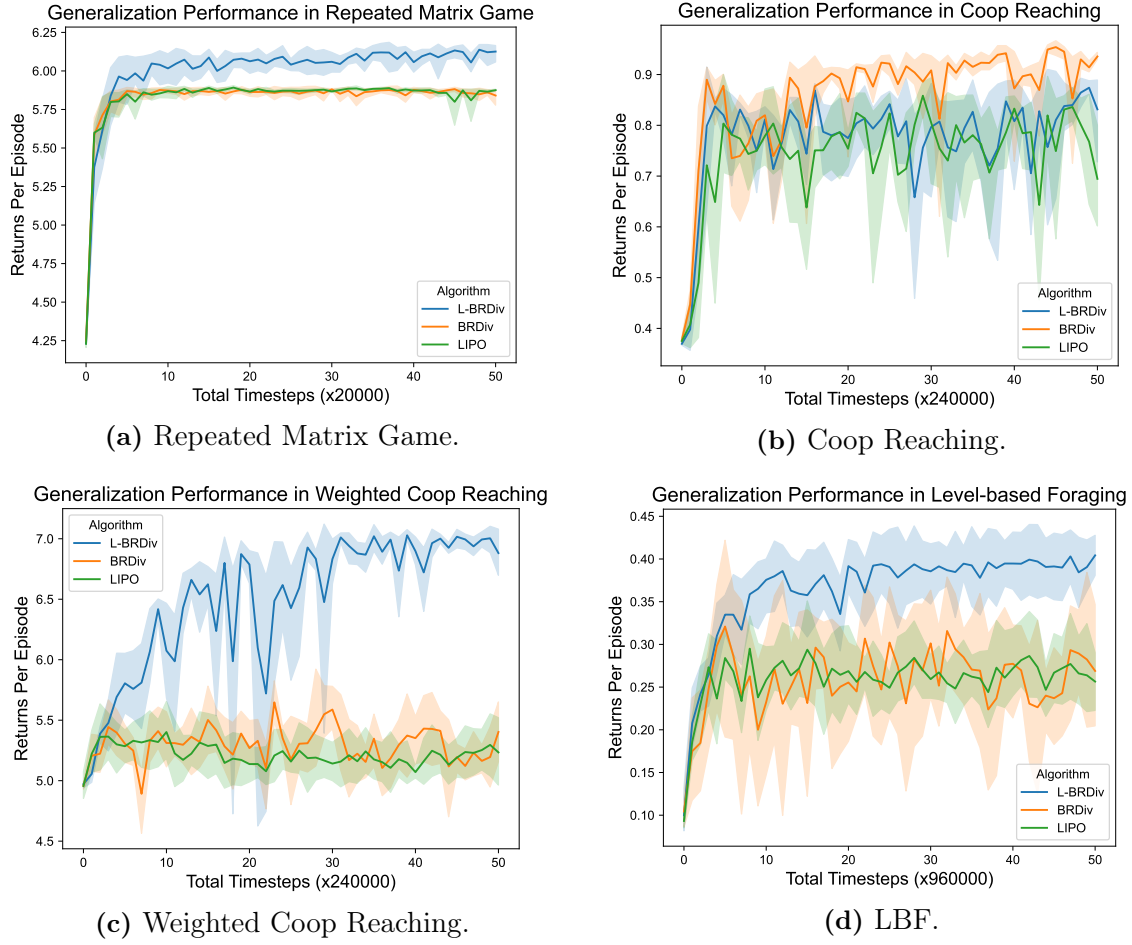 Generalization Performance in Repeated Matrix Game
6.25
6.00
5.75
5.50
5.25
5.00
4.75
4.50
4.25
Returns Per Episode
Algorithm
L-BRDiv
BRDiv
LIPO
0 10 20 30 40 50
Total Timesteps (x20000)
(a) Repeated Matrix Game.
Generalization Performance in Coop Reaching
0.9
0.8
0.7
0.6
0.5
0.4
Returns Per Episode
Algorithm
L-BRDiv
BRDiv
LIPO
0 10 20 30 40 50
Total Timesteps (x240000)
(b) Coop Reaching.
Generalization Performance in Weighted Coop Reaching
Algorithm
L-BRDiv
BRDiv
LIPO
7.0
6.5
6.0
5.5
5.0
4.5
Returns Per Episode
0 10 20 30 40 50
Total Timesteps (x240000)
(c) Weighted Coop Reaching.
Generalization Performance in Level-based Foraging
0.45
0.40
0.35
0.30
0.25
0.20
0.15
0.10
Returns Per Episode
Algorithm
L-BRDiv
BRDiv
LIPO
0 10 20 30 40 50
Total Timesteps (x960000)
(d) LBF.